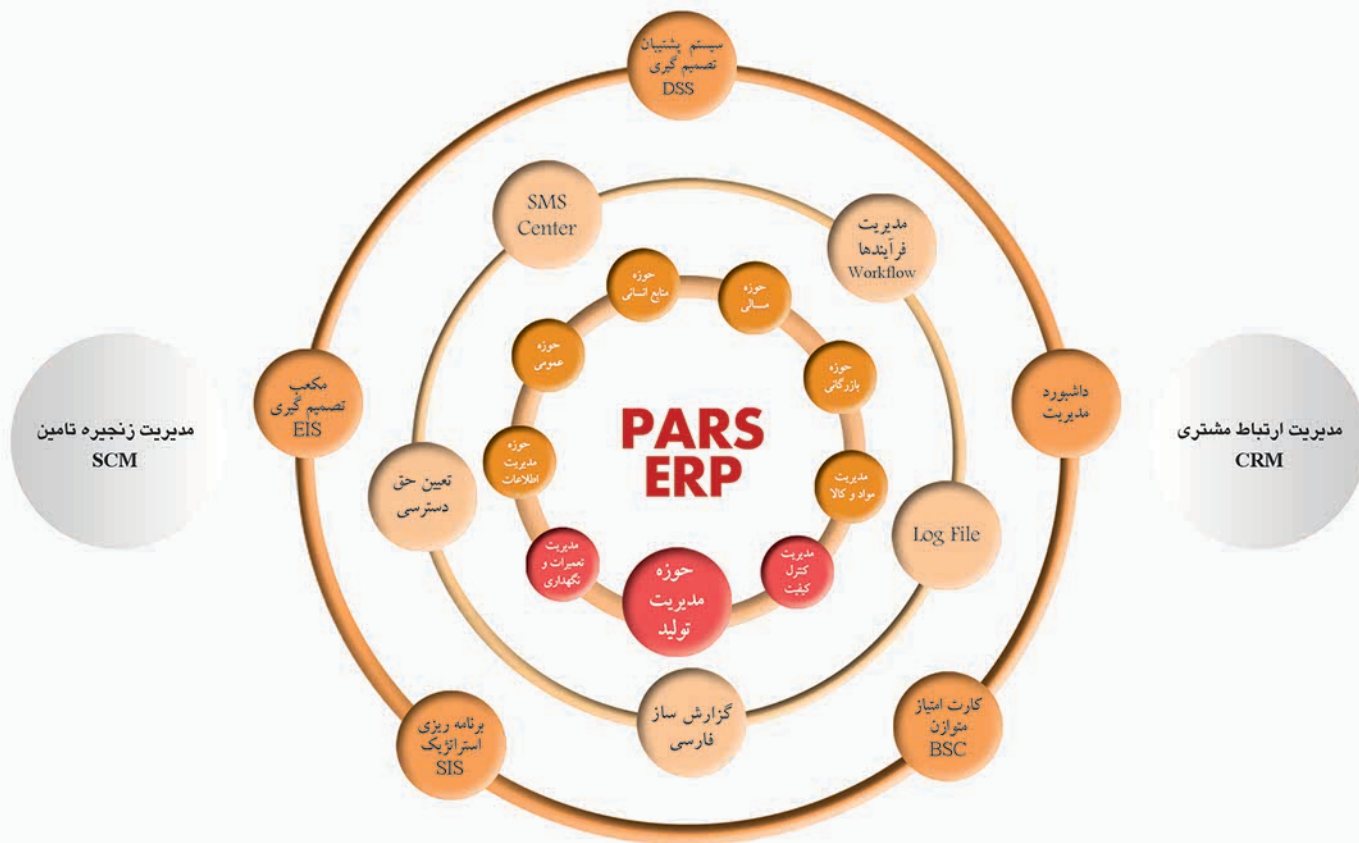 سیستم پشتیبان
تصمیم گیری
DSS
SMS
Center
مدیریت
فرآیندها
Workflow
حوزه
منابع انسانی
حوزه
مـــالی
حوزه
عمومی
حوزه
بازرگانی
مکعب
تصمیم گیری
EIS
داشبورد
مدیریت
مدیریت زنجیره تامین
SCM
مدیریت ارتباط مشتری
CRM
PARS
ERP
حوزه
مدیریت
اطلاعات
مدیریت
مواد و کالا
تعیین حق
دسترسی
Log File
مدیریت
تعمیرات و
نگهداری
حوزه
مدیریت
تولید
مدیریت
کنترل
کیفیت
گزارش ساز
فارسی
برنامه ریزی
استراتژیک
SIS
کارت امتیاز
متوازن
BSC